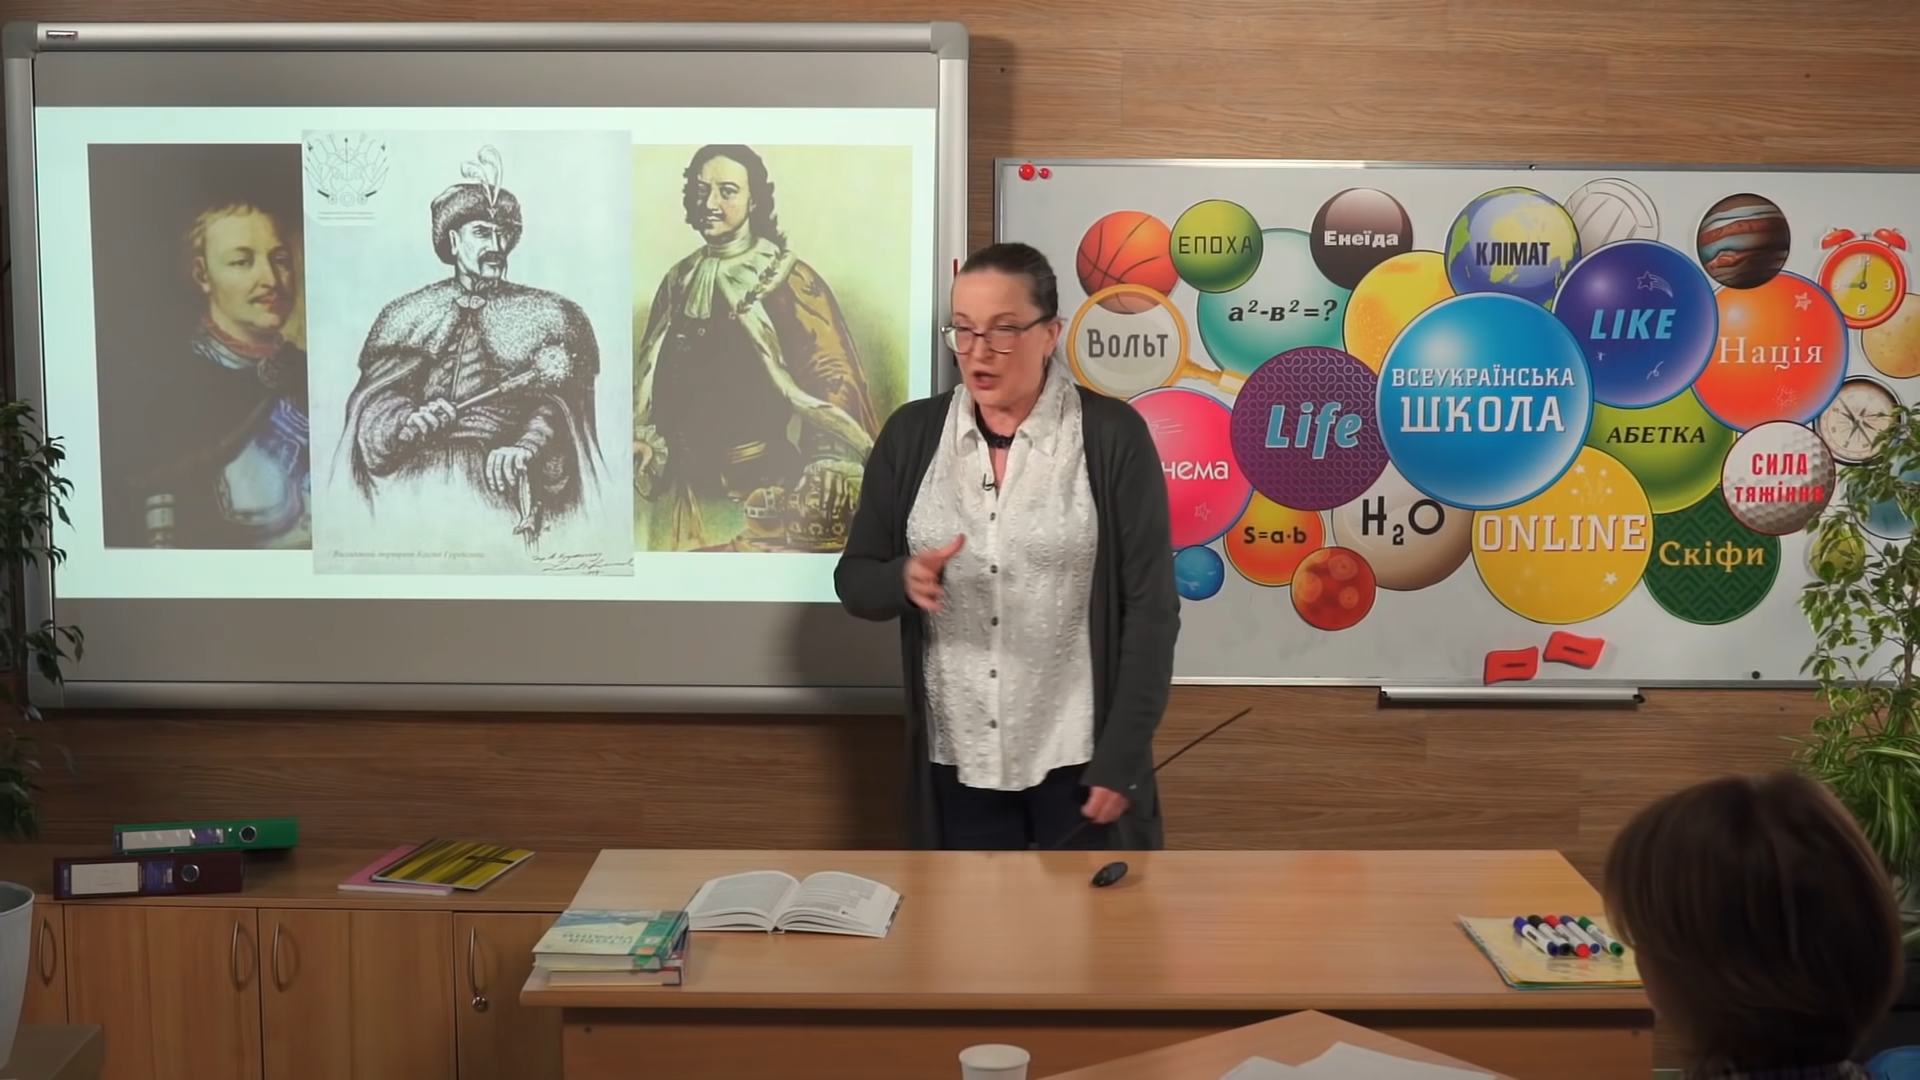 ЕПОХА
Енеїда
КЛІМАТ
a²-в²=?
LIKE
Вольт
Нація
ВСЕУКРАЇНСЬКА
ШКОЛА
Life
АБЕТКА
нема
СИЛА
ТЯЖІННЯ
H₂O
ONLINE
S=a·b
Скіфи